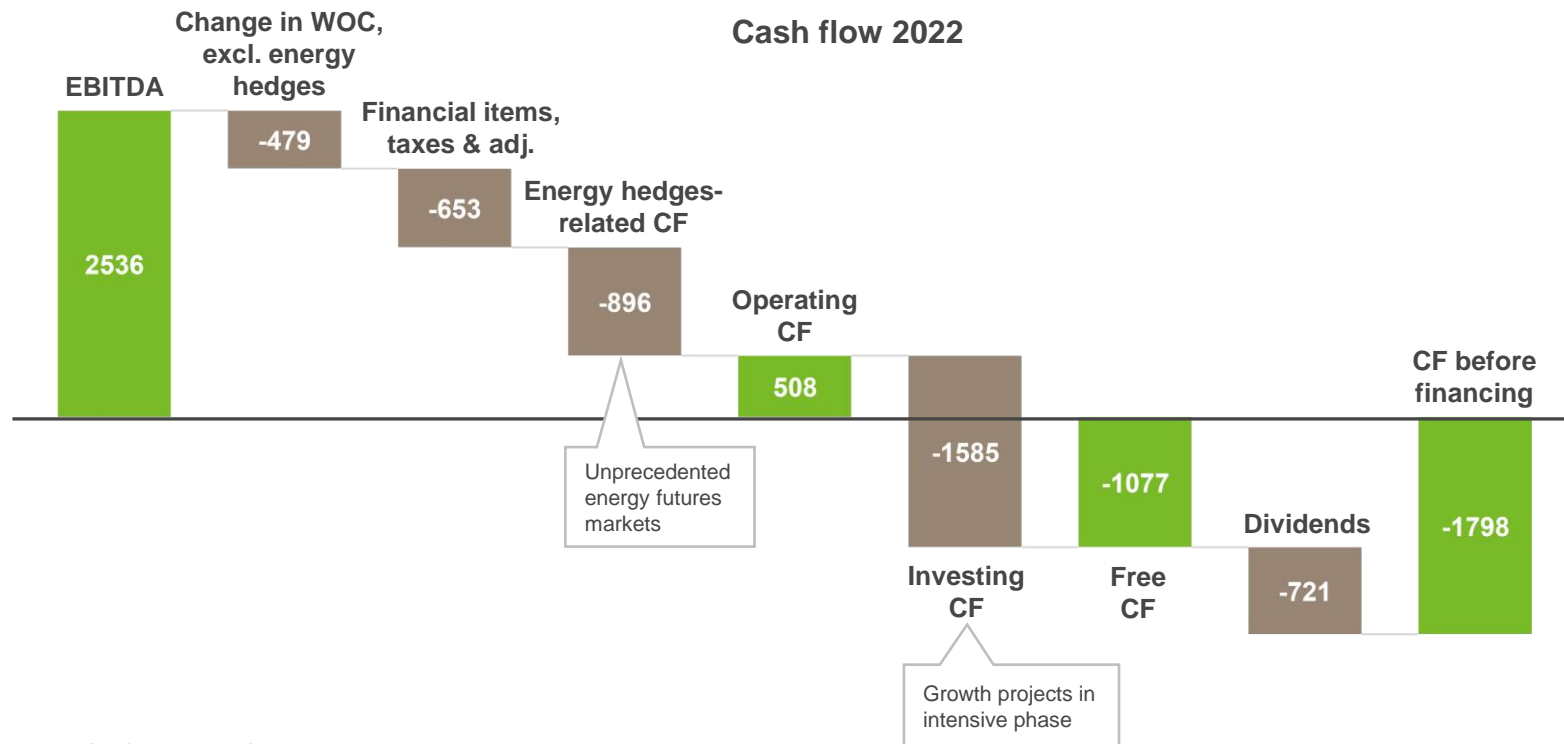 Cash flow 2022
EBITDA
2536
Change in WOC,
excl. energy
hedges
-479
Financial items,
taxes & adj.
-653
Energy hedges-
related CF
-896
Unprecedented
energy futures
markets
Operating
CF
508
-1585
Investing
CF
Growth projects in
intensive phase
-1077
Free
CF
Dividends
-721
CF before
financing
-1798